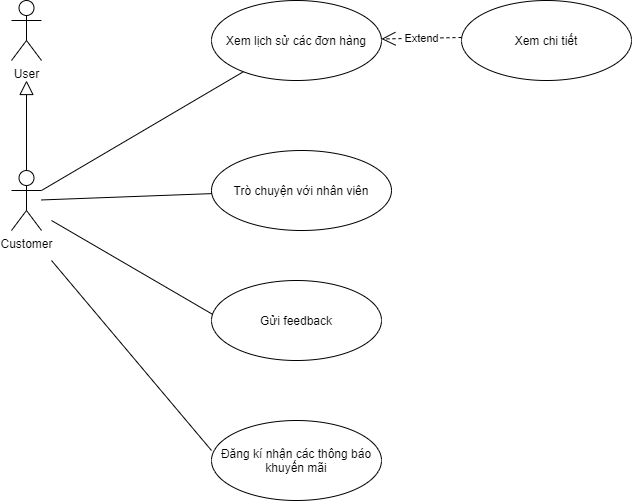 User
Customer
Xem lịch sử các đơn hàng
Extend
Xem chi tiết
Trò chuyện với nhân viên
Gửi feedback
Đăng kí nhận các thông báo
khuyến mãi